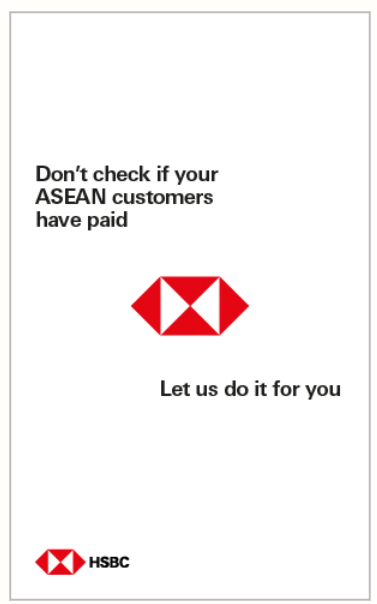 Don't check if your
ASEAN customers
have paid
Let us do it for you
HSBC